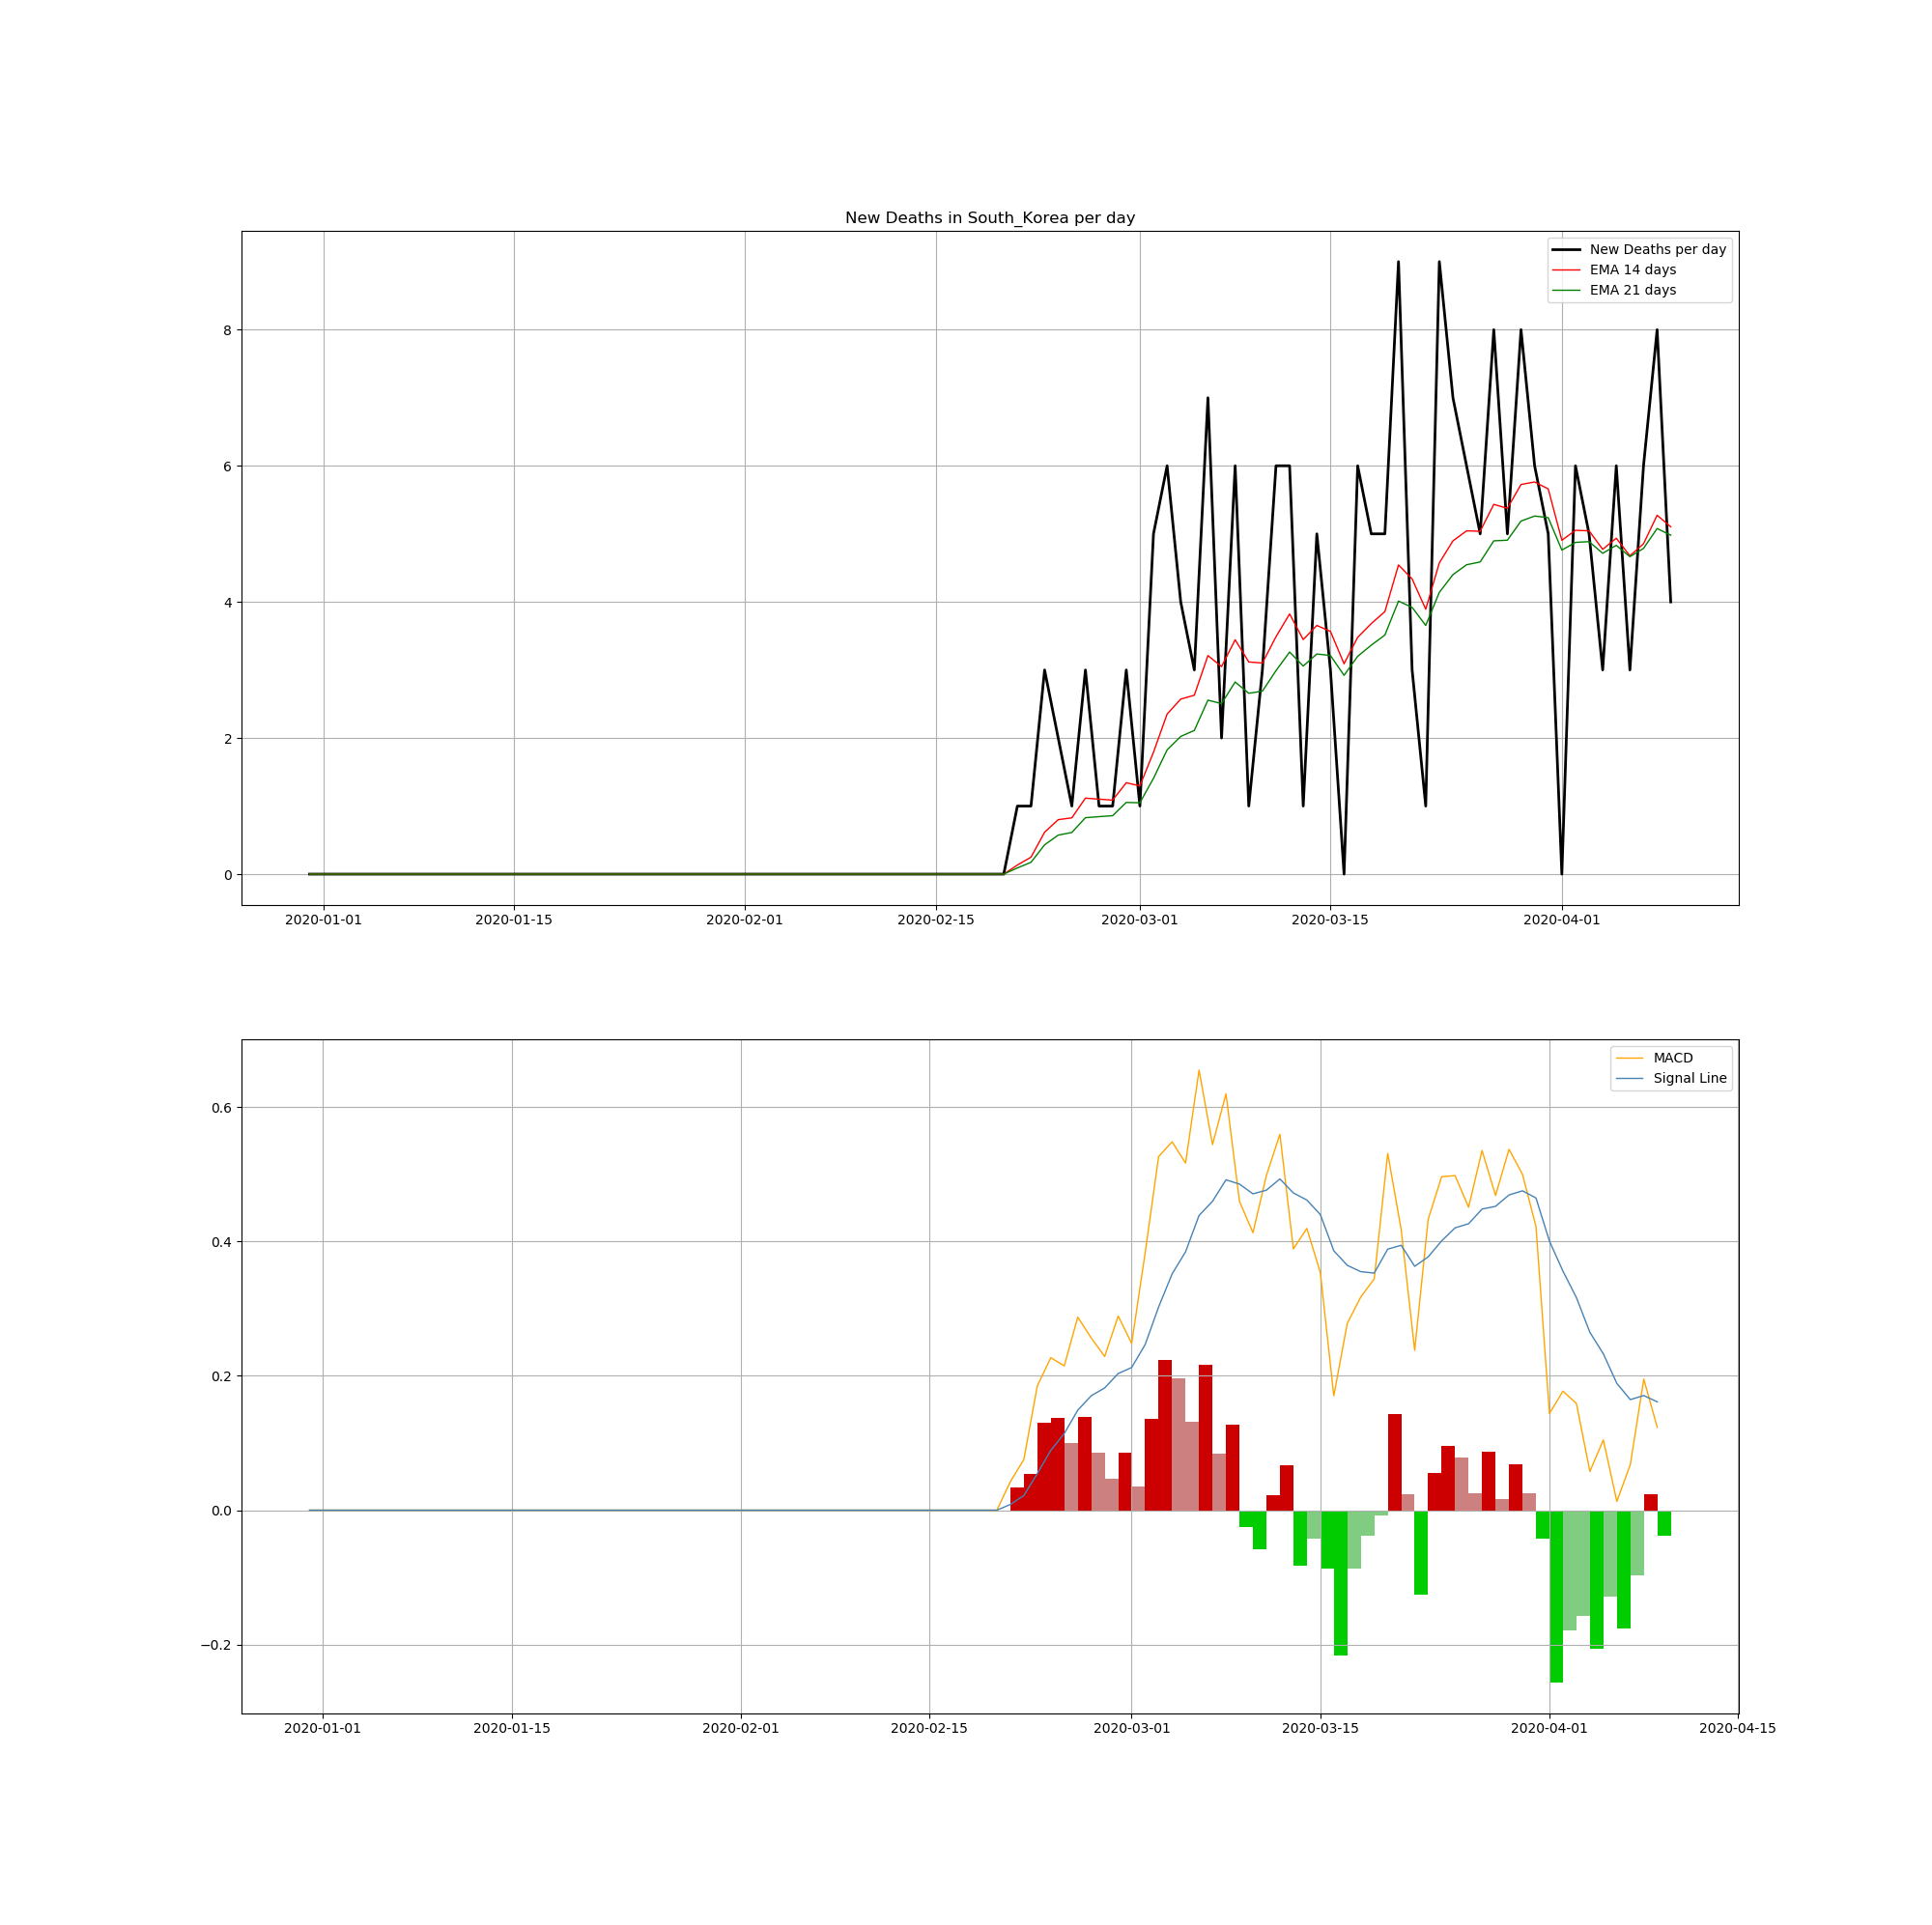 New Deaths in South_Korea per day
New Deaths per day
EMA 14 days
EMA 21 days
8
6
4
2
0
2020-01-01 2020-01-15 2020-02-01 2020-02-15 2020-03-01 2020-03-15 2020-04-01
MACD
Signal Line
0.6
0.4
0.2
0.0
−0.2
2020-01-01 2020-01-15 2020-02-01 2020-02-15 2020-03-01 2020-03-15 2020-04-01 2020-04-15